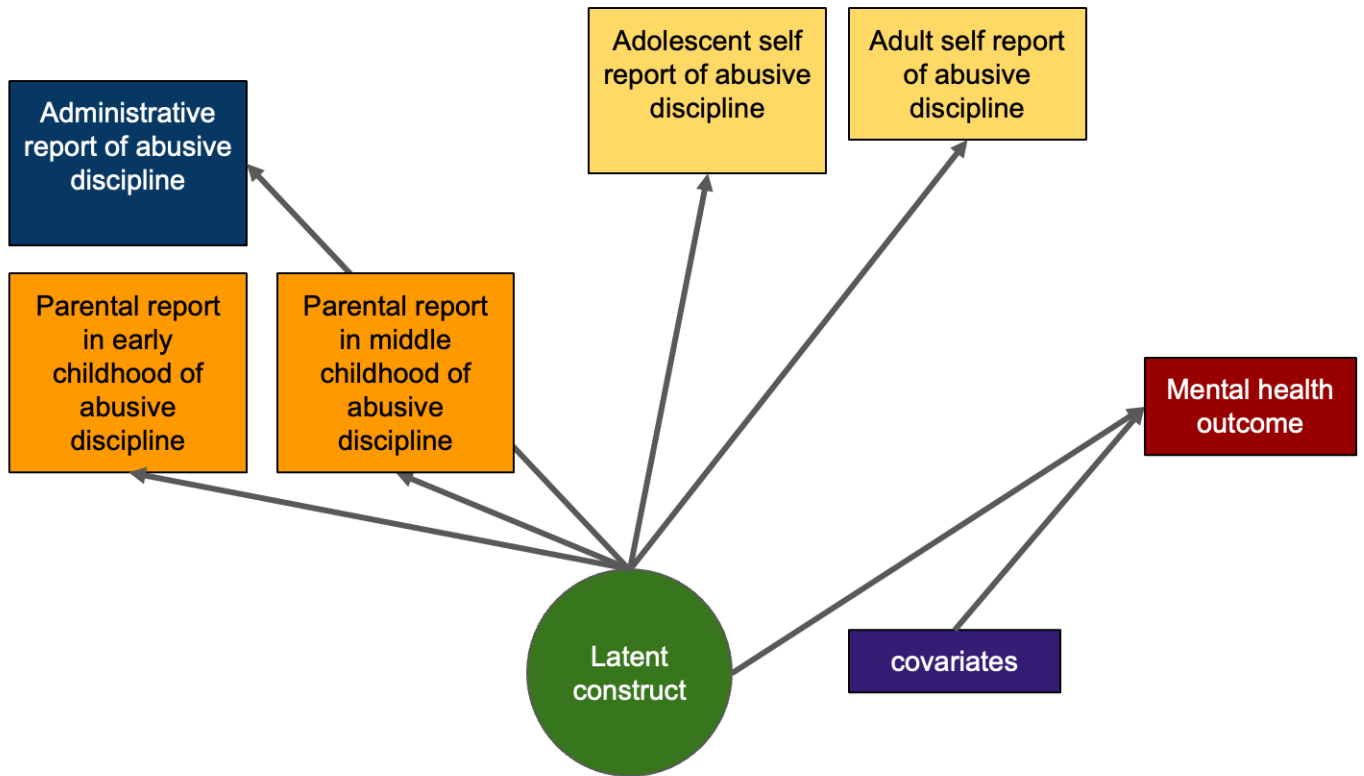 Administrative
report of abusive
discipline
Adolescent self
report of abusive
discipline
Adult self report
of abusive
discipline
Parental report
in early
childhood of
abusive
discipline
Parental report
in middle
childhood of
abusive
discipline
Mental health
outcome
Latent
construct
covariates